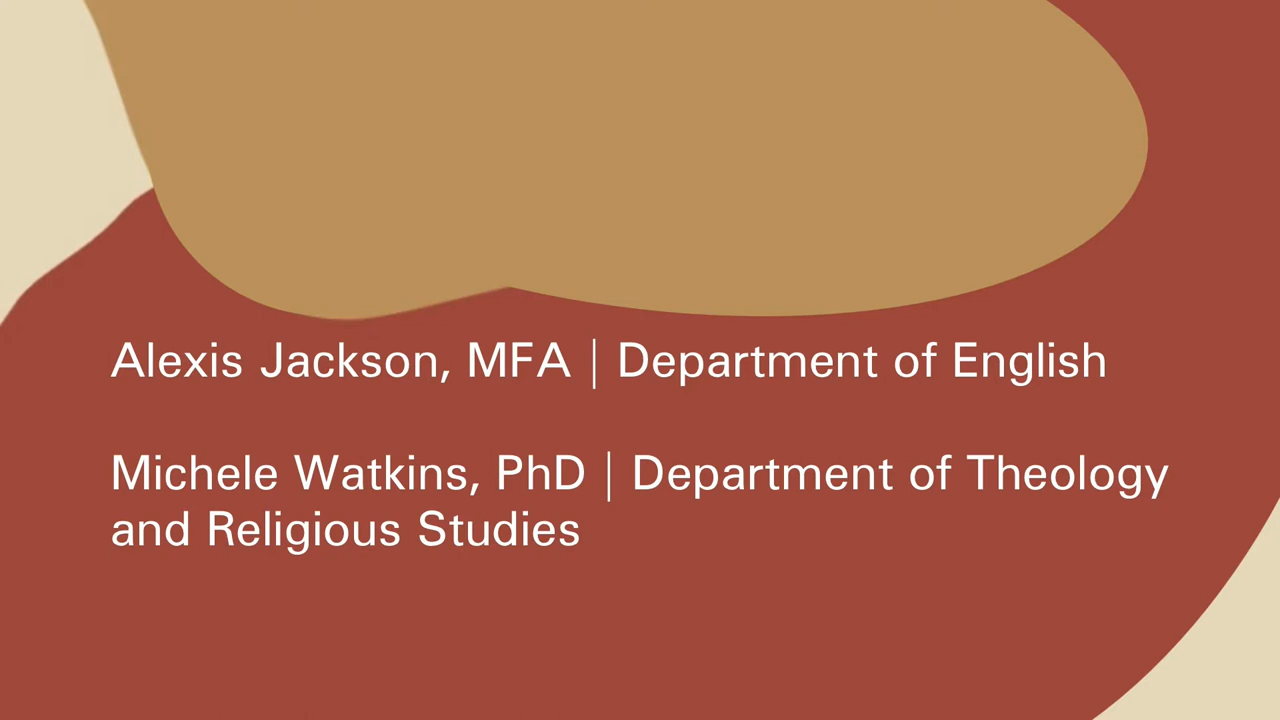 Alexis Jackson, MFA | Department of English
Michele Watkins, PhD | Department of Theology
and Religious Studies